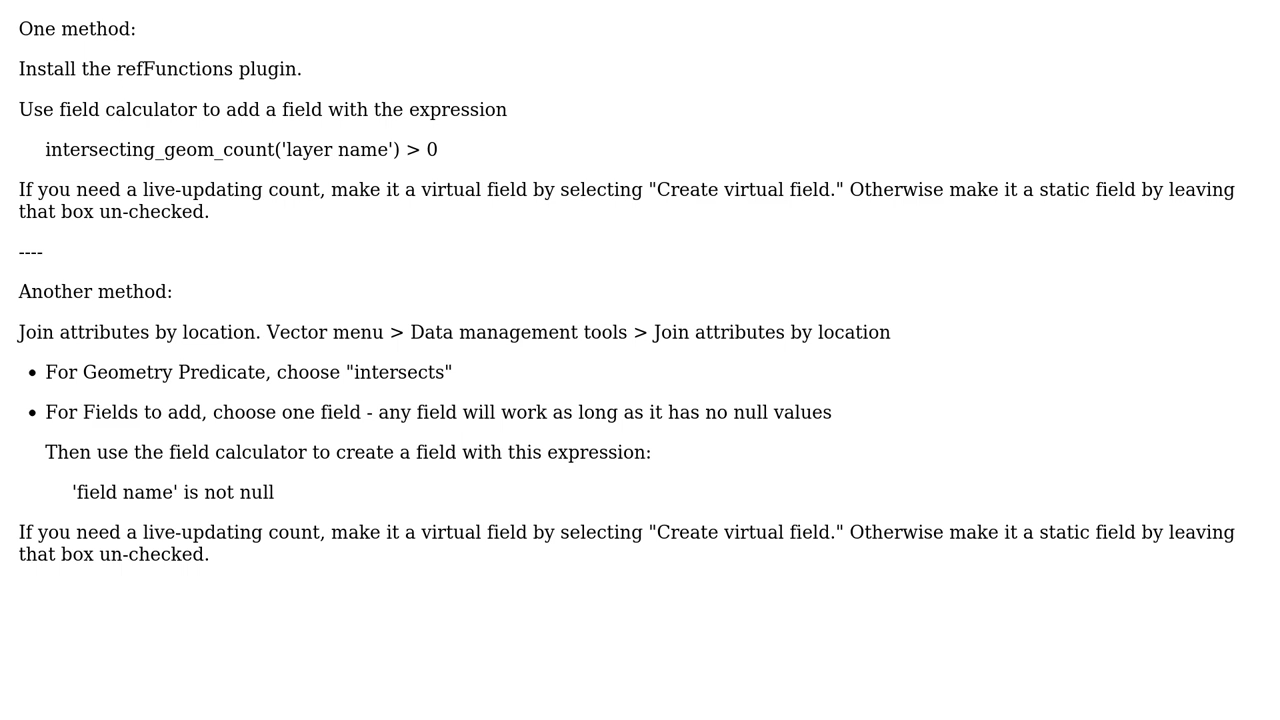 One method:
Install the refFunctions plugin.
Use field calculator to add a field with the expression
intersecting_geom_count('layer name') > 0
If you need a live-updating count, make it a virtual field by selecting "Create virtual field." Otherwise make it a static field by leaving
that box un-checked.
----
Another method:
Join attributes by location. Vector menu > Data management tools > Join attributes by location
• For Geometry Predicate, choose "intersects"
• For Fields to add, choose one field - any field will work as long as it has no null values
Then use the field calculator to create a field with this expression:
'field name' is not null
If you need a live-updating count, make it a virtual field by selecting "Create virtual field." Otherwise make it a static field by leaving
that box un-checked.